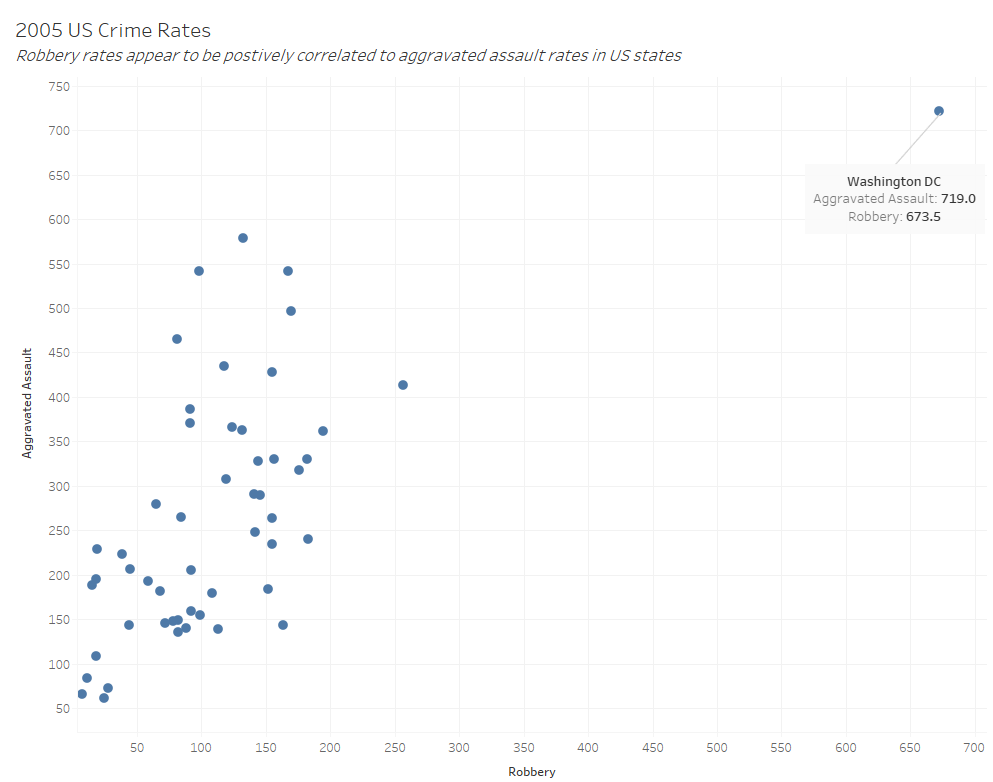 2005 US Crime Rates
Robbery rates appear to be postively correlated to aggravated assault rates in US states
750
700
650
600
550
500
450
400
350
300
250
200
150
100
50
Aggravated Assault
Washington DC
Aggravated Assault: 719.0
Robbery: 673.5
50 100 150 200 250 300 350 400 450 500 550 600 650 700
Robbery